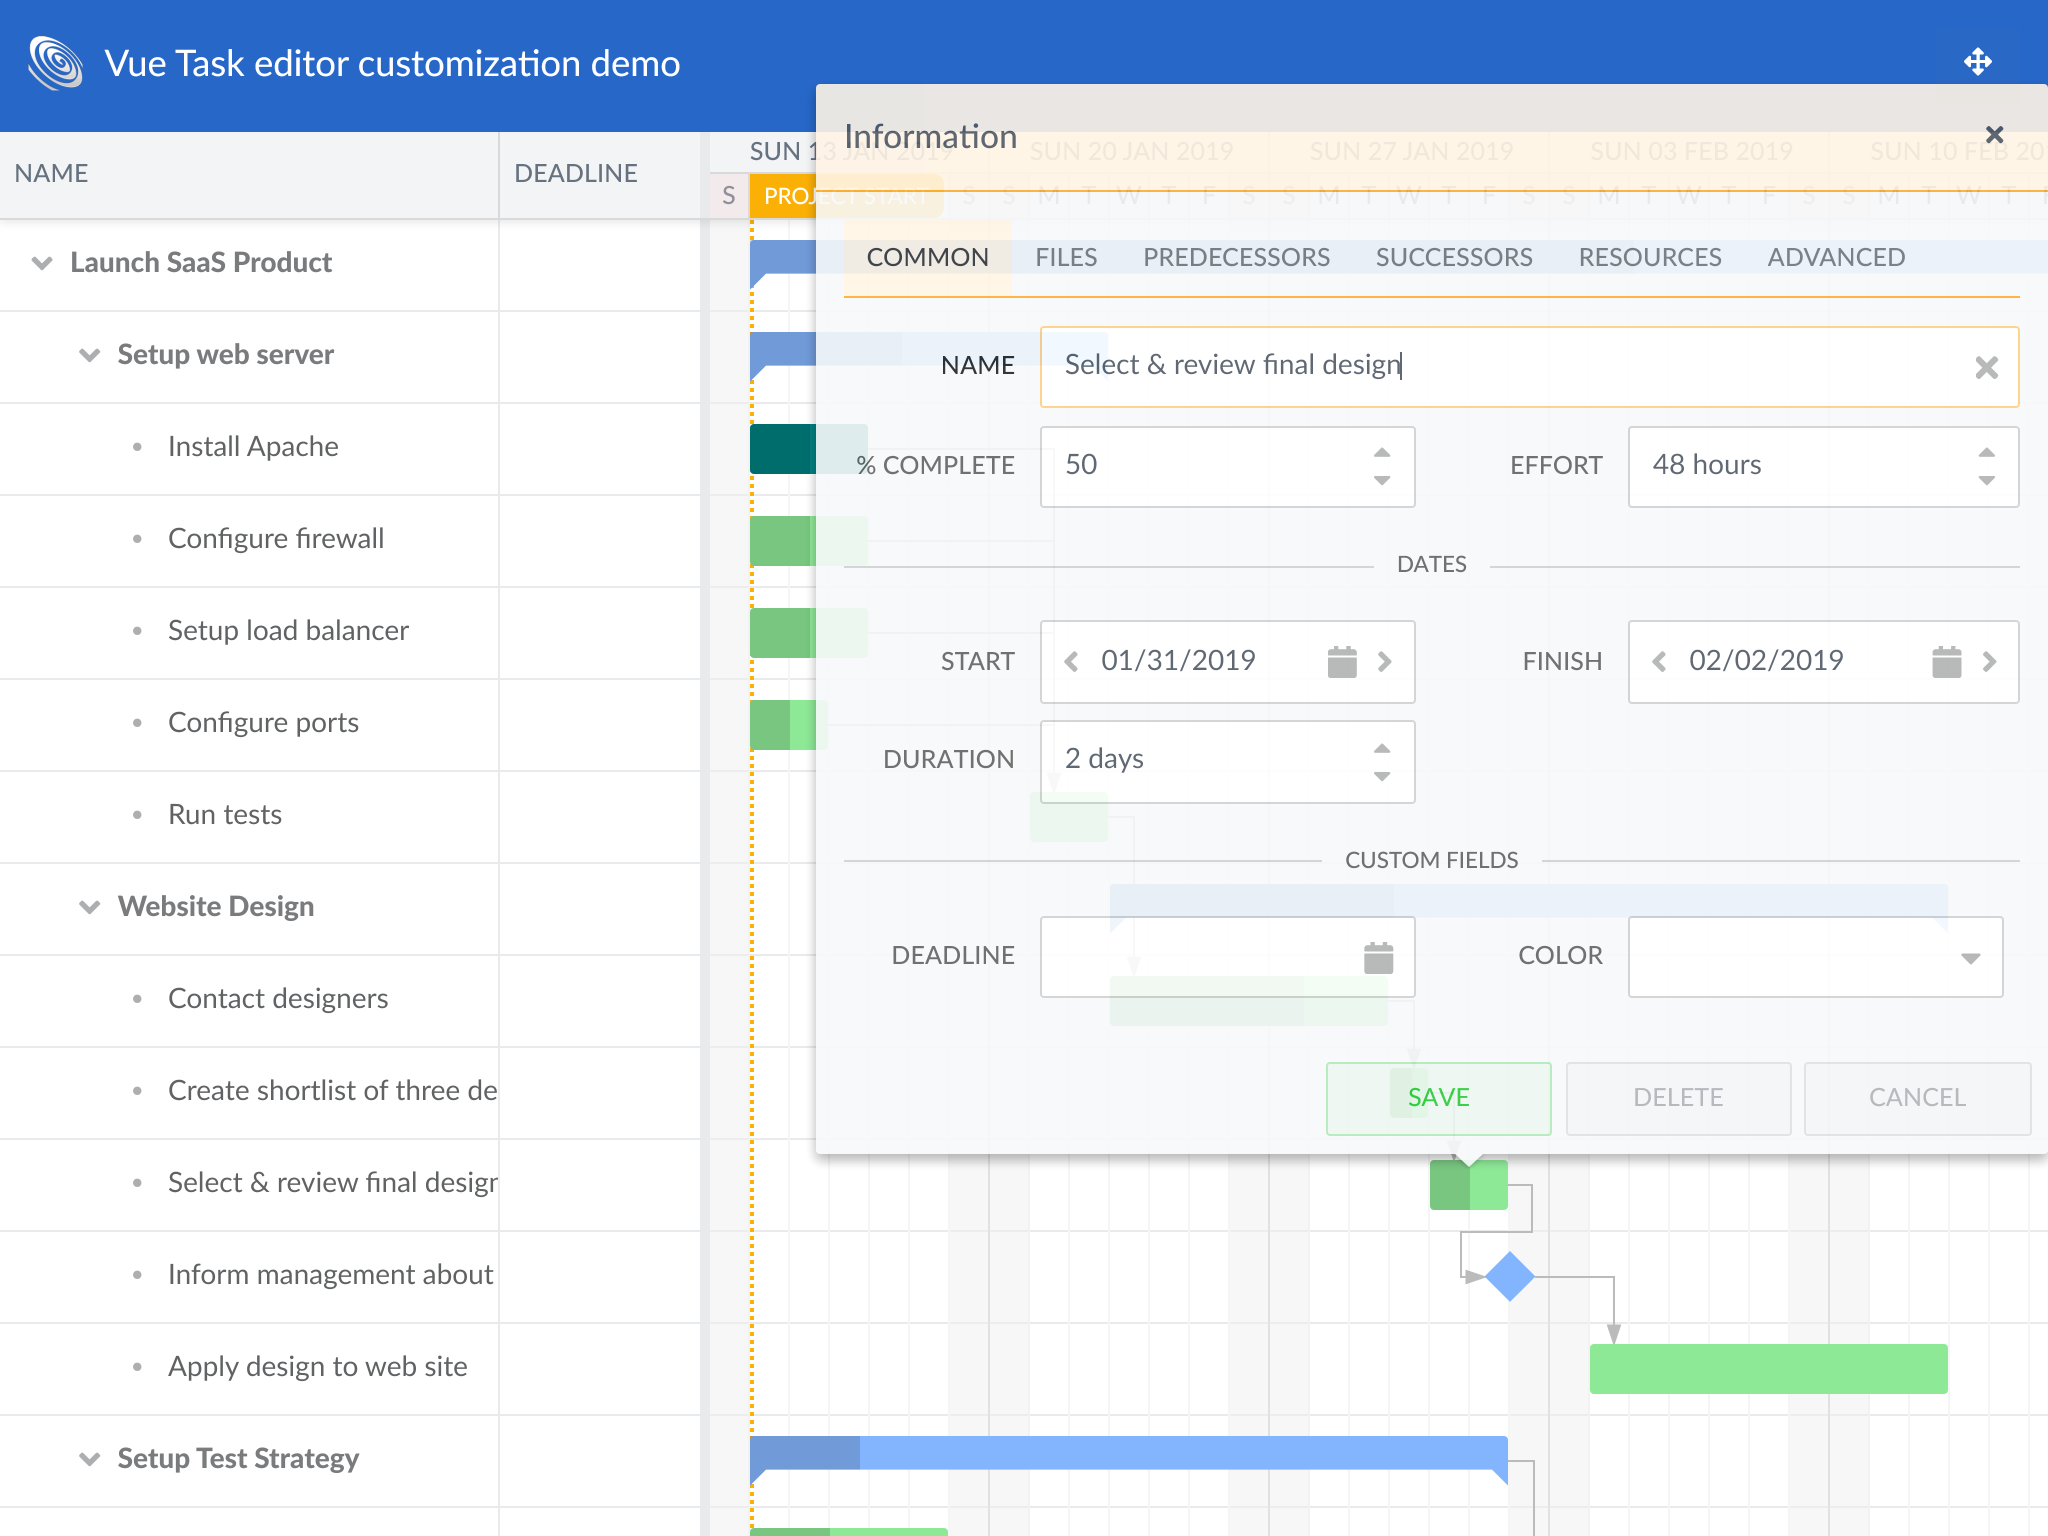 Vue Task editor customization demo
NAME
DEADLINE
SUN 13 JAN 2019
SUN 20 JAN 2019
SUN 27 JAN 2019
SUN 03 FEB 2019
SUN 10 FEB 20
S
PROJECT START
S S M T W T F S S M T W T F S S M T W T F S S M T W T
Information
COMMON
FILES
PREDECESSORS
SUCCESSORS
RESOURCES
ADVANCED
NAME
Select & review final design
% COMPLETE
50
EFFORT
48 hours
DATES
START
01/31/2019
FINISH
02/02/2019
DURATION
2 days
CUSTOM FIELDS
DEADLINE
COLOR
SAVE
DELETE
CANCEL
Launch SaaS Product
Setup web server
Install Apache
Configure firewall
Setup load balancer
Configure ports
Run tests
Website Design
Contact designers
Create shortlist of three de
Select & review final design
Inform management about
Apply design to web site
Setup Test Strategy